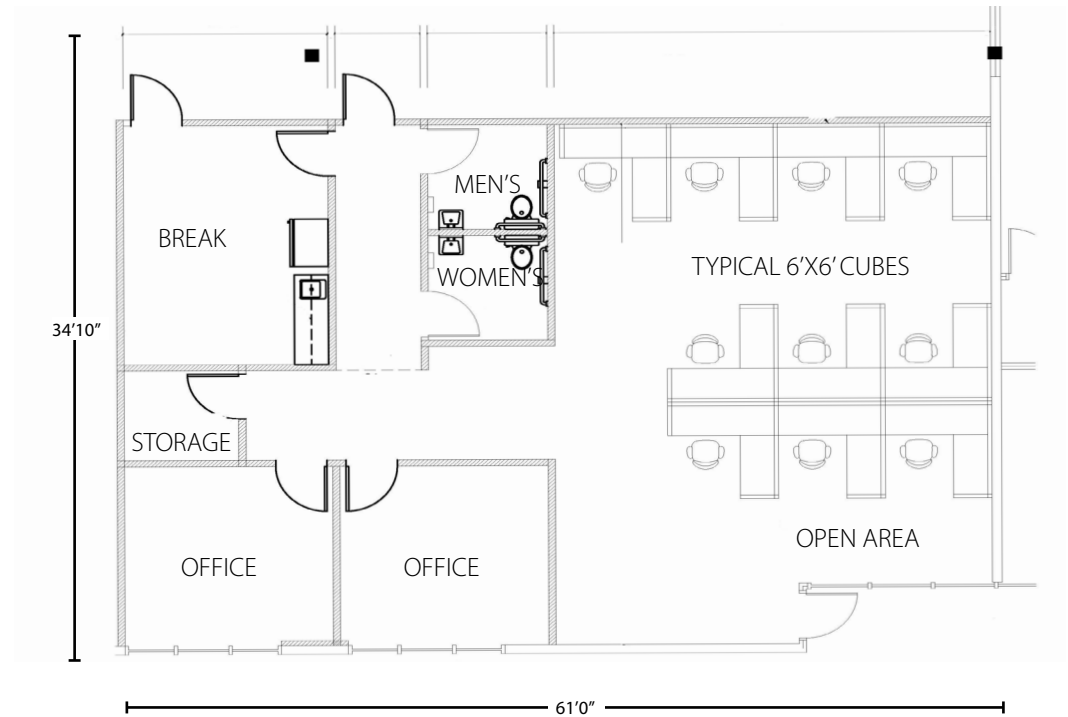 MEN'S
BREAK
TYPICAL 6'X6' CUBES
WOMEN'S
34'10"
STORAGE
OPEN AREA
OFFICE
OFFICE
61'0"